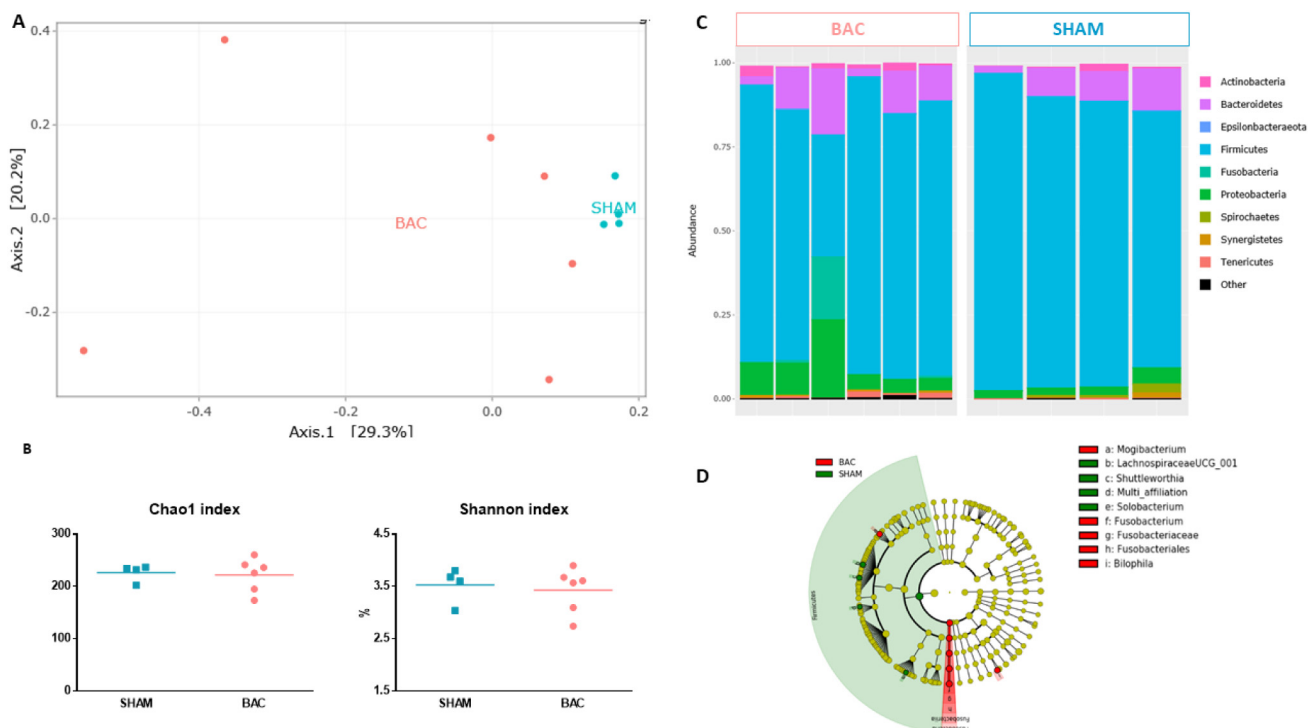 A
0.4
0.2
0.0
-0.2
Axis.2 [20.2%]
BAC
SHAM
-0.4
-0.2
0.0
0.2
Axis.1 [29.3%]
B
Chao1 index
300
200
100
0
SHAM
BAC
Shannon index
%
4.5
3.5
2.5
1.5
SHAM
BAC
C
BAC
SHAM
Abundance
1.00
0.75
0.50
0.25
0.00
Actinobacteria
Bacteroidetes
Epsilonbacteraeota
Firmicutes
Fusobacteria
Proteobacteria
Spirochaetes
Synergistetes
Tenericutes
Other
D
BAC
SHAM
Firmicutes
Fusobacteria
a: Mogibacterium
b: LachnospiraceaeUCG_001
c: Shuttleworthia
d: Multi_affiliation
e: Solobacterium
f: Fusobacterium
g: Fusobacteriaceae
h: Fusobacteriales
i: Bilophila